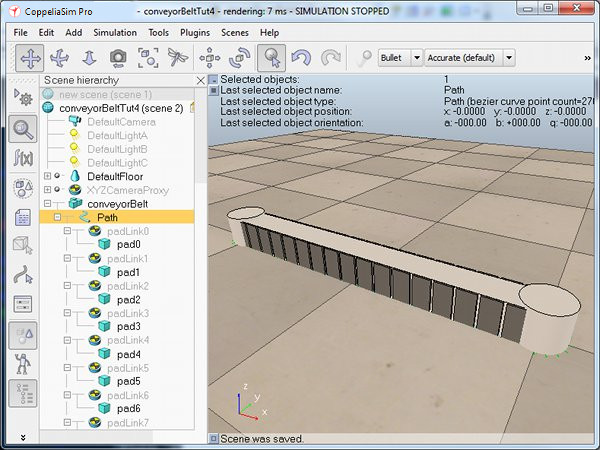 CoppeliaSim Pro - conveyorBeltTut4 - rendering: 7 ms - SIMULATION STOPPED
File Edit Add Simulation Tools Plugins Scenes Help
Bullet Accurate (default) »
Scene hierarchy
new scene (scene 1)
conveyorBeltTut4 (scene 2)
DefaultCamera
DefaultLightA
DefaultLightB
DefaultLightC
DefaultFloor
XYZCameraProxy
conveyorBelt
Path
padLink0
pad0
padLink1
pad1
padLink2
pad2
padLink3
pad3
padLink4
pad4
padLink5
pad5
padLink6
pad6
padLink7
f(x)
Selected objects: 1
Last selected object name: Path
Last selected object type: Path (bezier curve point count=27
Last selected object position: x: -0.0000 y: -0.0000 z: -0.0000
Last selected object orientation: a: -000.00 b: +000.00 g: -000.0
z
y
x
Scene was saved.